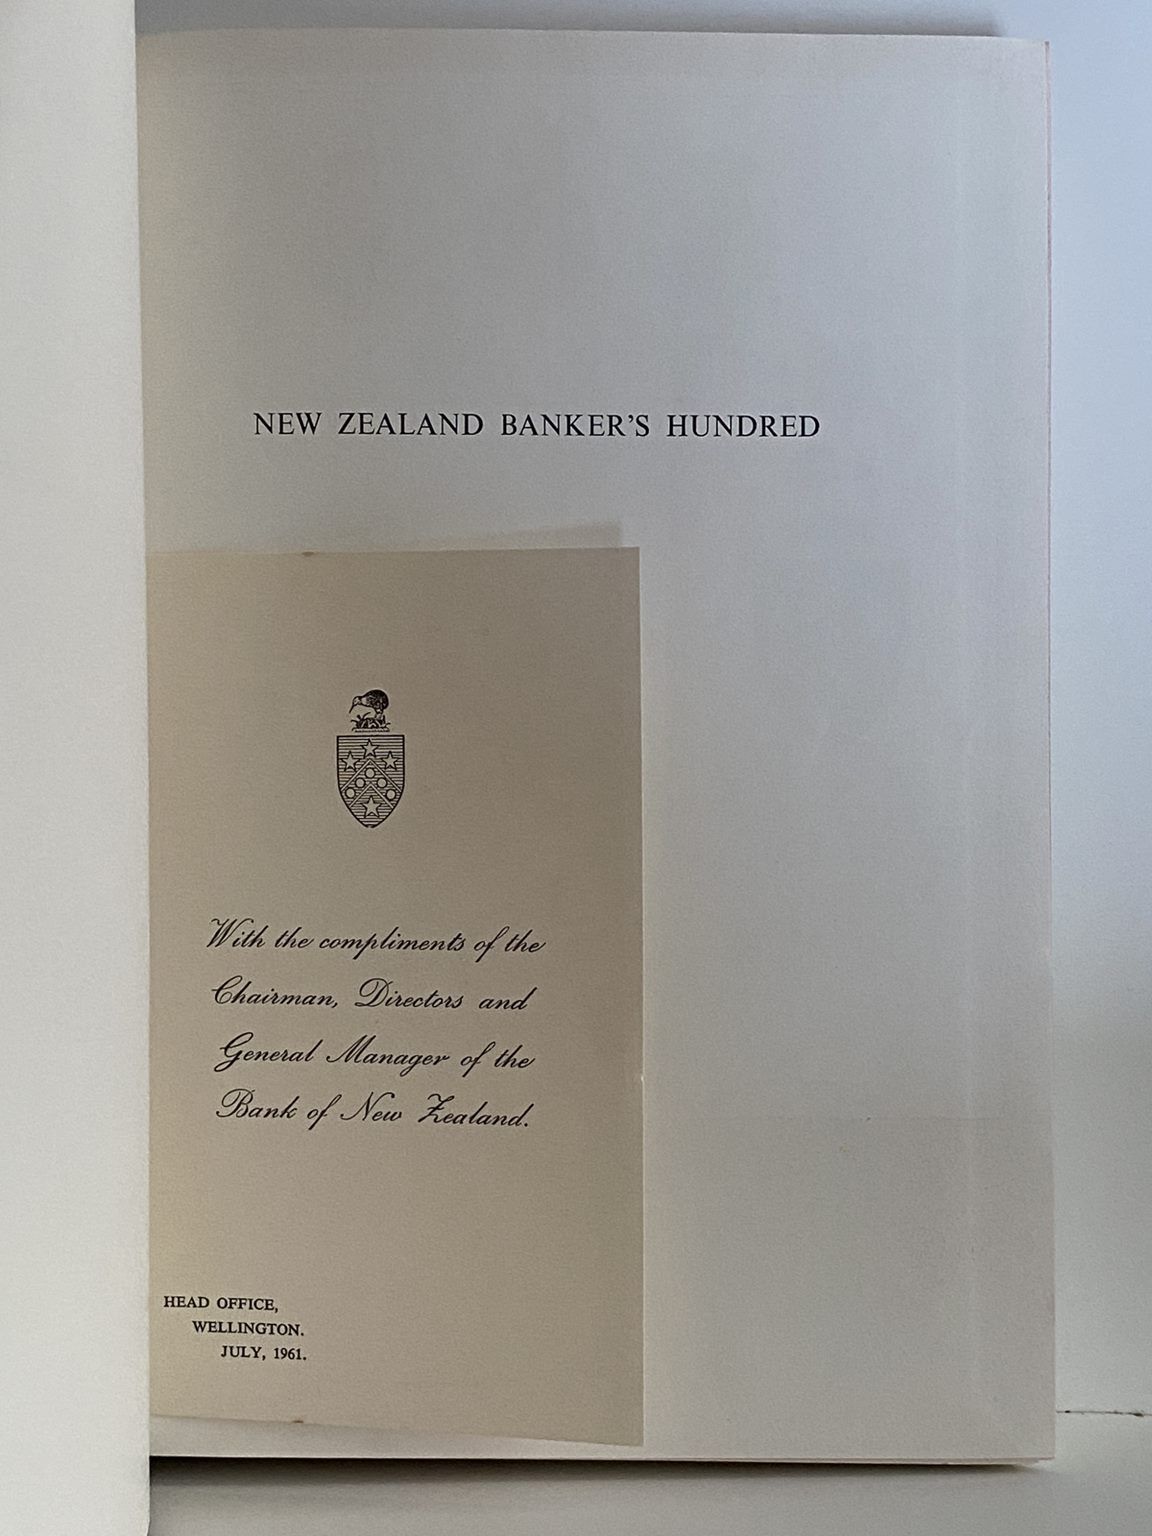 NEW ZEALAND BANKER’S HUNDRED
With the compliments of the
Chairman, Directors and
General Manager of the
Bank of New Zealand.
HEAD OFFICE,
WELLINGTON.
JULY, 1961.